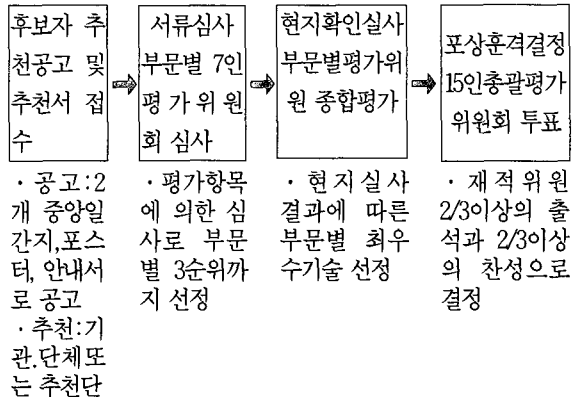 후보자 추
천공고 및
추천서 접
수
서류심사
부문별 7인
평가위원
회 심사
현지확인실사
부문별평가위
원 종합평가
포상훈격결정
15인총괄평가
위원회 투표
· 공고:2
개 중앙일
간지,포스
터, 안내서
로 공고
· 추천:기
관.단체또
는 추천단
· 평가항목
에 의한 심
사로 부문
별 3순위까
지 선정
· 현지실사
결과에 따른
부문별 최우
수기술 선정
· 재적위원
2/3이상의 출
석과 2/3이상
의 찬성으로
결정